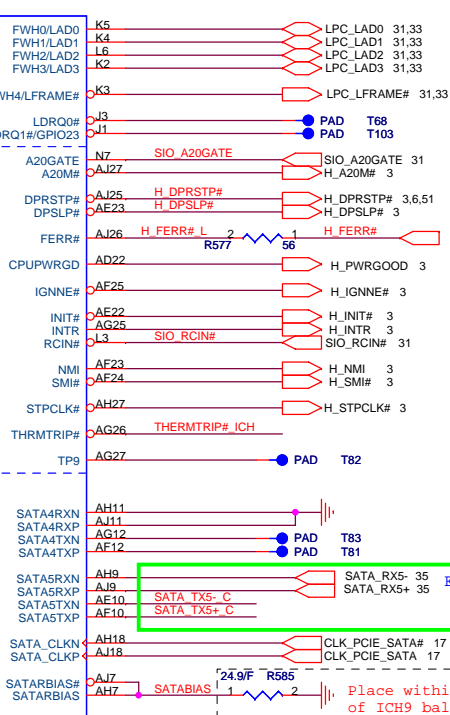 FWH0/LAD0 K5 LPC_LAD0 31,33
FWH1/LAD1 K4 LPC_LAD1 31,33
FWH2/LAD2 L6 LPC_LAD2 31,33
FWH3/LAD3 K2 LPC_LAD3 31,33
WH4/LFRAME# K3 LPC_LFRAME# 31,33
LDRQ0# J3 PAD T68
DRQ1#/GPIO23 J1 PAD T103
A20GATE N7 SIO_A20GATE SIO_A20GATE 31
A20M# AJ27 H_A20M# 3
DPRSTP# AJ25 H_DPRSTP# H_DPRSTP# 3,6,51
DPSLP# AE23 H_DPSLP# H_DPSLP# 3
FERR# AJ26 H_FERR#_L 2 1 H_FERR#
R577 56
CPUPWRGD AD22 H_PWRGOOD 3
IGNNE# AF25 H_IGNNE# 3
INIT# AE22 H_INIT# 3
INTR AG25 H_INTR 3
RCIN# L3 SIO_RCIN# SIO_RCIN# 31
NMI AF23 H_NMI 3
SMI# AF24 H_SMI# 3
STPCLK# AH27 H_STPCLK# 3
THRMTRIP# AG26 THERMTRIP#_ICH
TP9 AG27 PAD T82
SATA4RXN AH11
SATA4RXP AJ11
SATA4TXN AG12 PAD T83
SATA4TXP AF12 PAD T81
SATA5RXN AH9 SATA_RX5- 35
SATA5RXP AJ9 SATA_RX5+ 35
SATA5TXN AE10 SATA_TX5-_C
SATA5TXP AF10 SATA_TX5+_C
SATA_CLKN AH18 CLK_PCIE_SATA# 17
SATA_CLKP AJ18 CLK_PCIE_SATA 17
24.9/F R585
SATARBIAS# AJ7
SATARBIAS AH7 SATABIAS 1 2
Place withi
of ICH9 bal